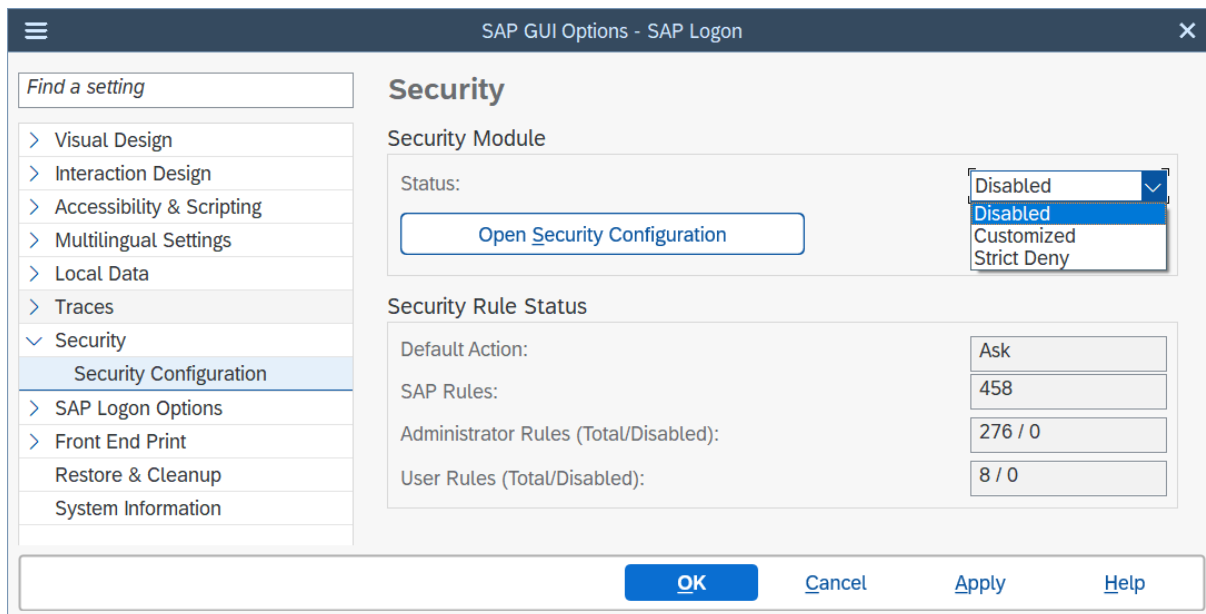 SAP GUI Options - SAP Logon
Find a setting
Visual Design
Interaction Design
Accessibility & Scripting
Multilingual Settings
Local Data
Traces
Security
Security Configuration
SAP Logon Options
Front End Print
Restore & Cleanup
System Information
Security
Security Module
Status:
Disabled
Disabled
Customized
Strict Deny
Open Security Configuration
Security Rule Status
Default Action: Ask
SAP Rules: 458
Administrator Rules (Total/Disabled): 276 / 0
User Rules (Total/Disabled): 8 / 0
OK Cancel Apply Help